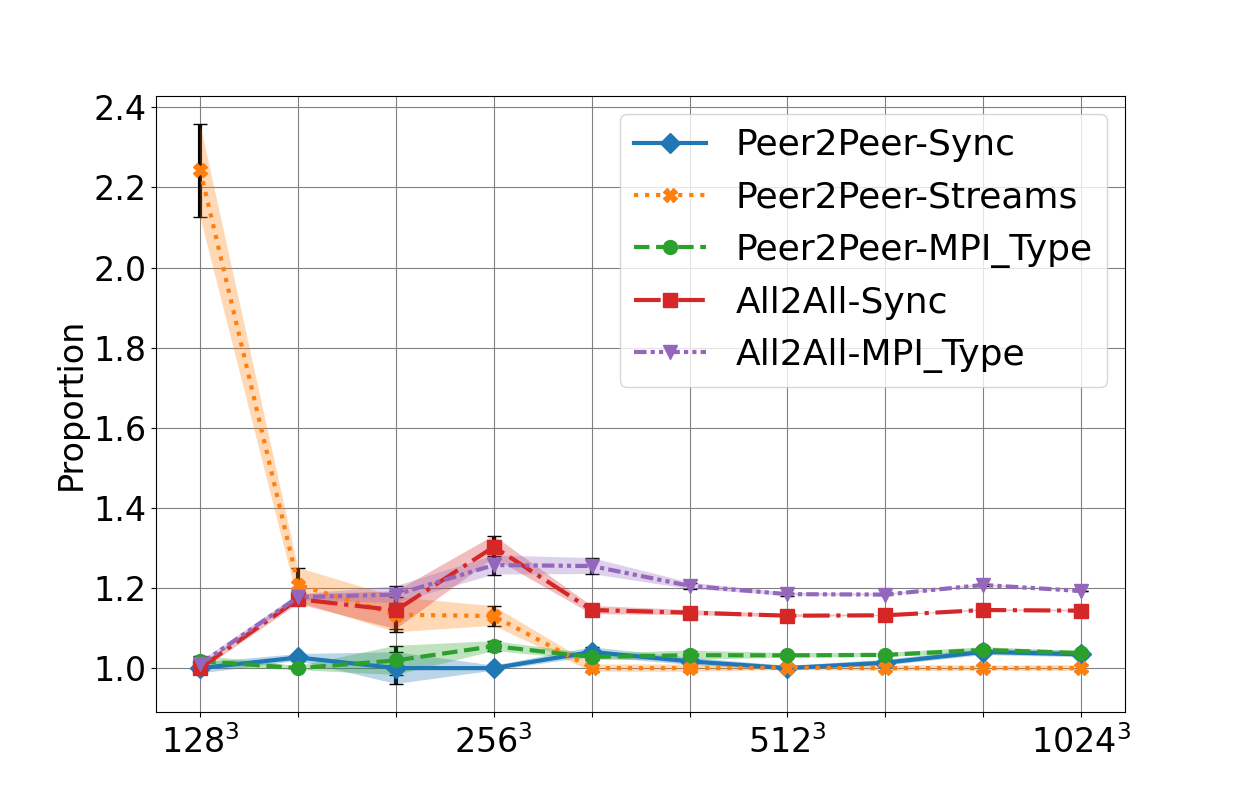 2.4
2.2
2.0
1.8
1.6
1.4
1.2
1.0
Proportion
Peer2Peer-Sync
Peer2Peer-Streams
Peer2Peer-MPI_Type
All2All-Sync
All2All-MPI_Type
128³ 256³ 512³ 1024³